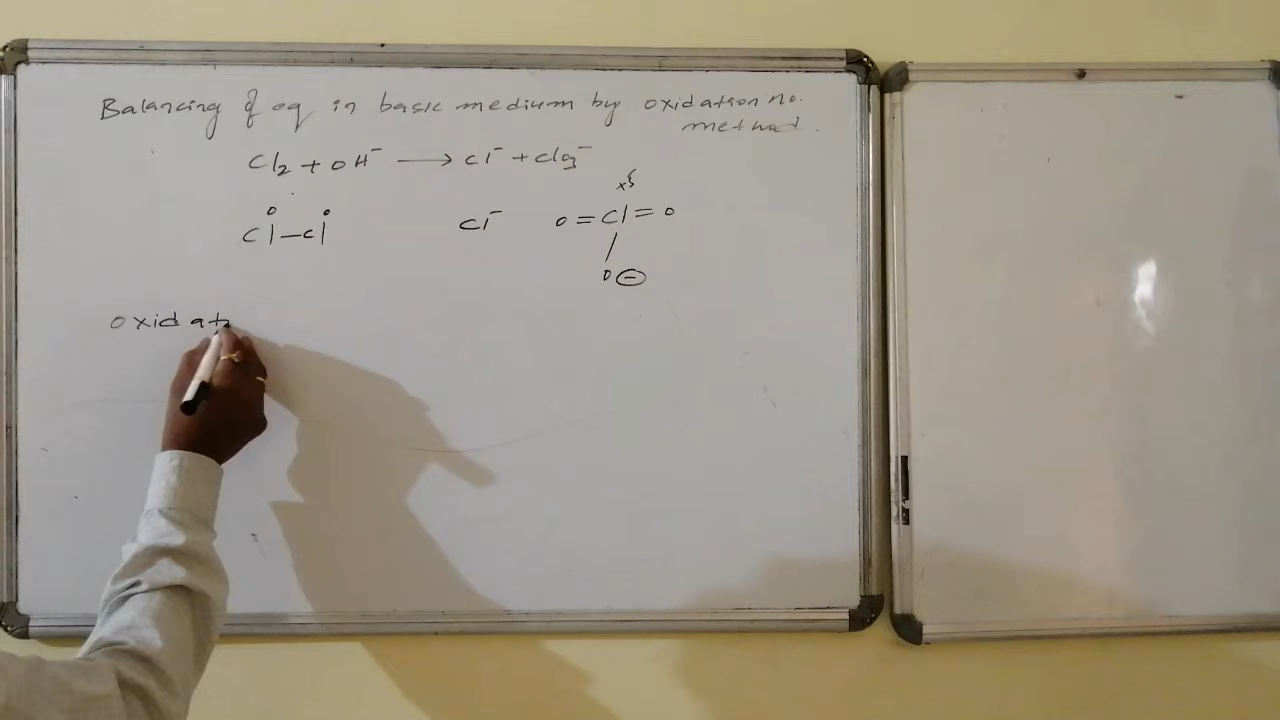 Balancing of eq in basic medium by oxidation no.
method.
Cl₂ + OH⁻ ⟶ Cl⁻ + ClO₃⁻
+5
0 0
Cl—Cl Cl⁻ O=Cl=O
/
O⊖
Oxidat